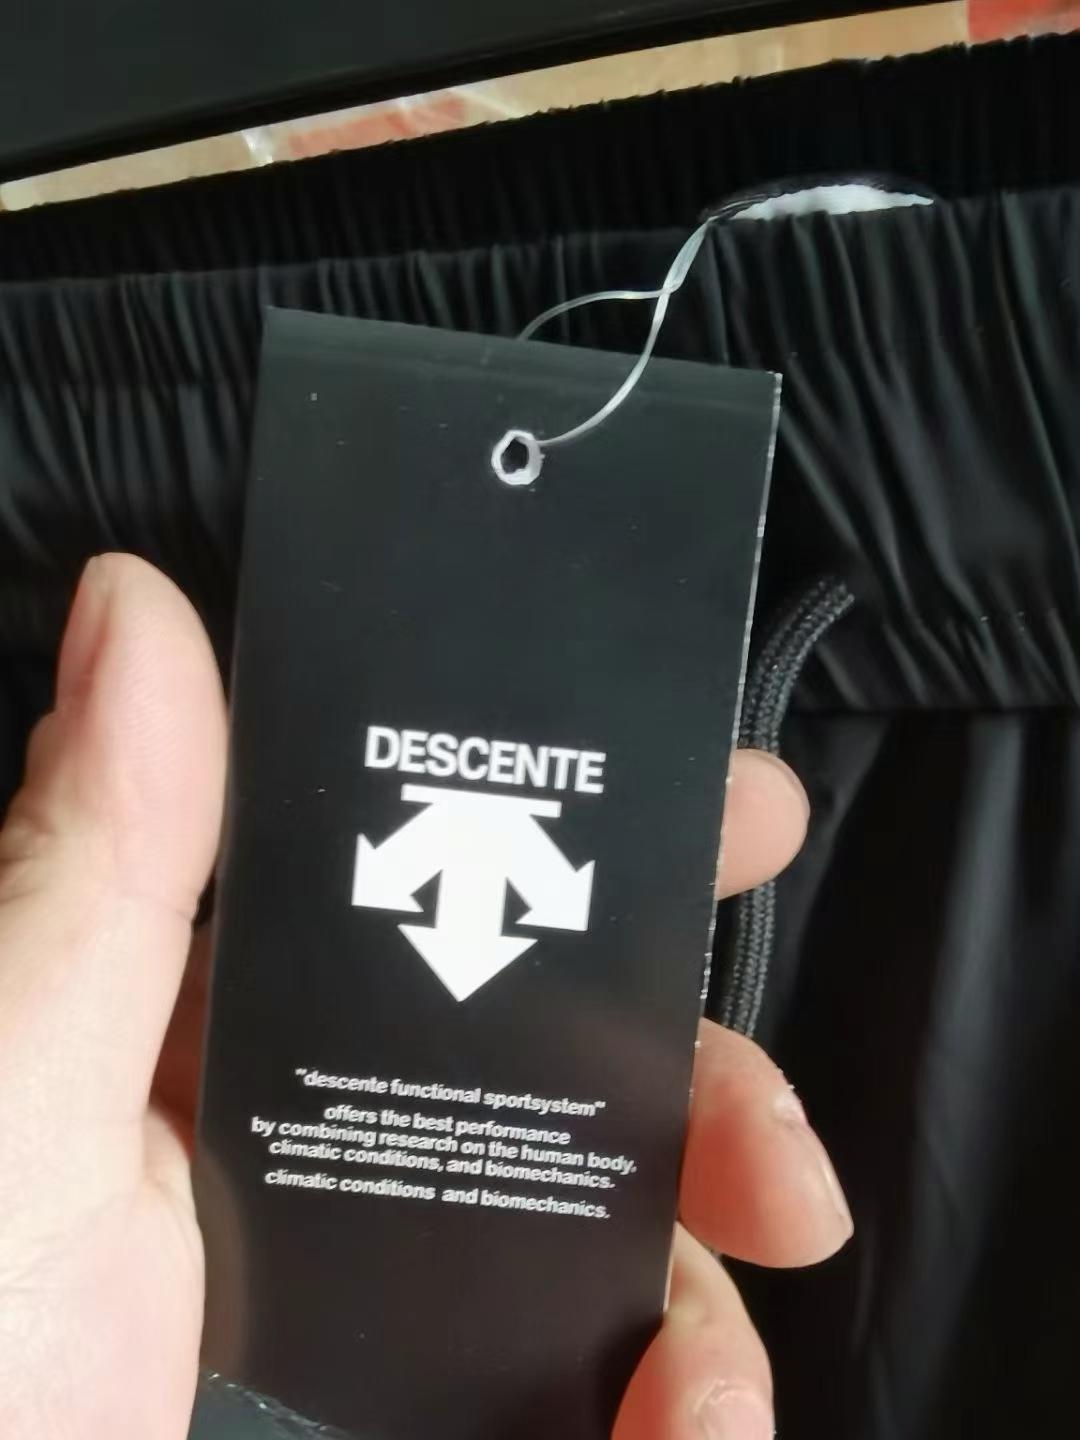 DESCENTE
"descente functional sportsystem"
offers the best performance
by combining research on the human body,
climatic conditions, and biomechanics.
climatic conditions and biomechanics.